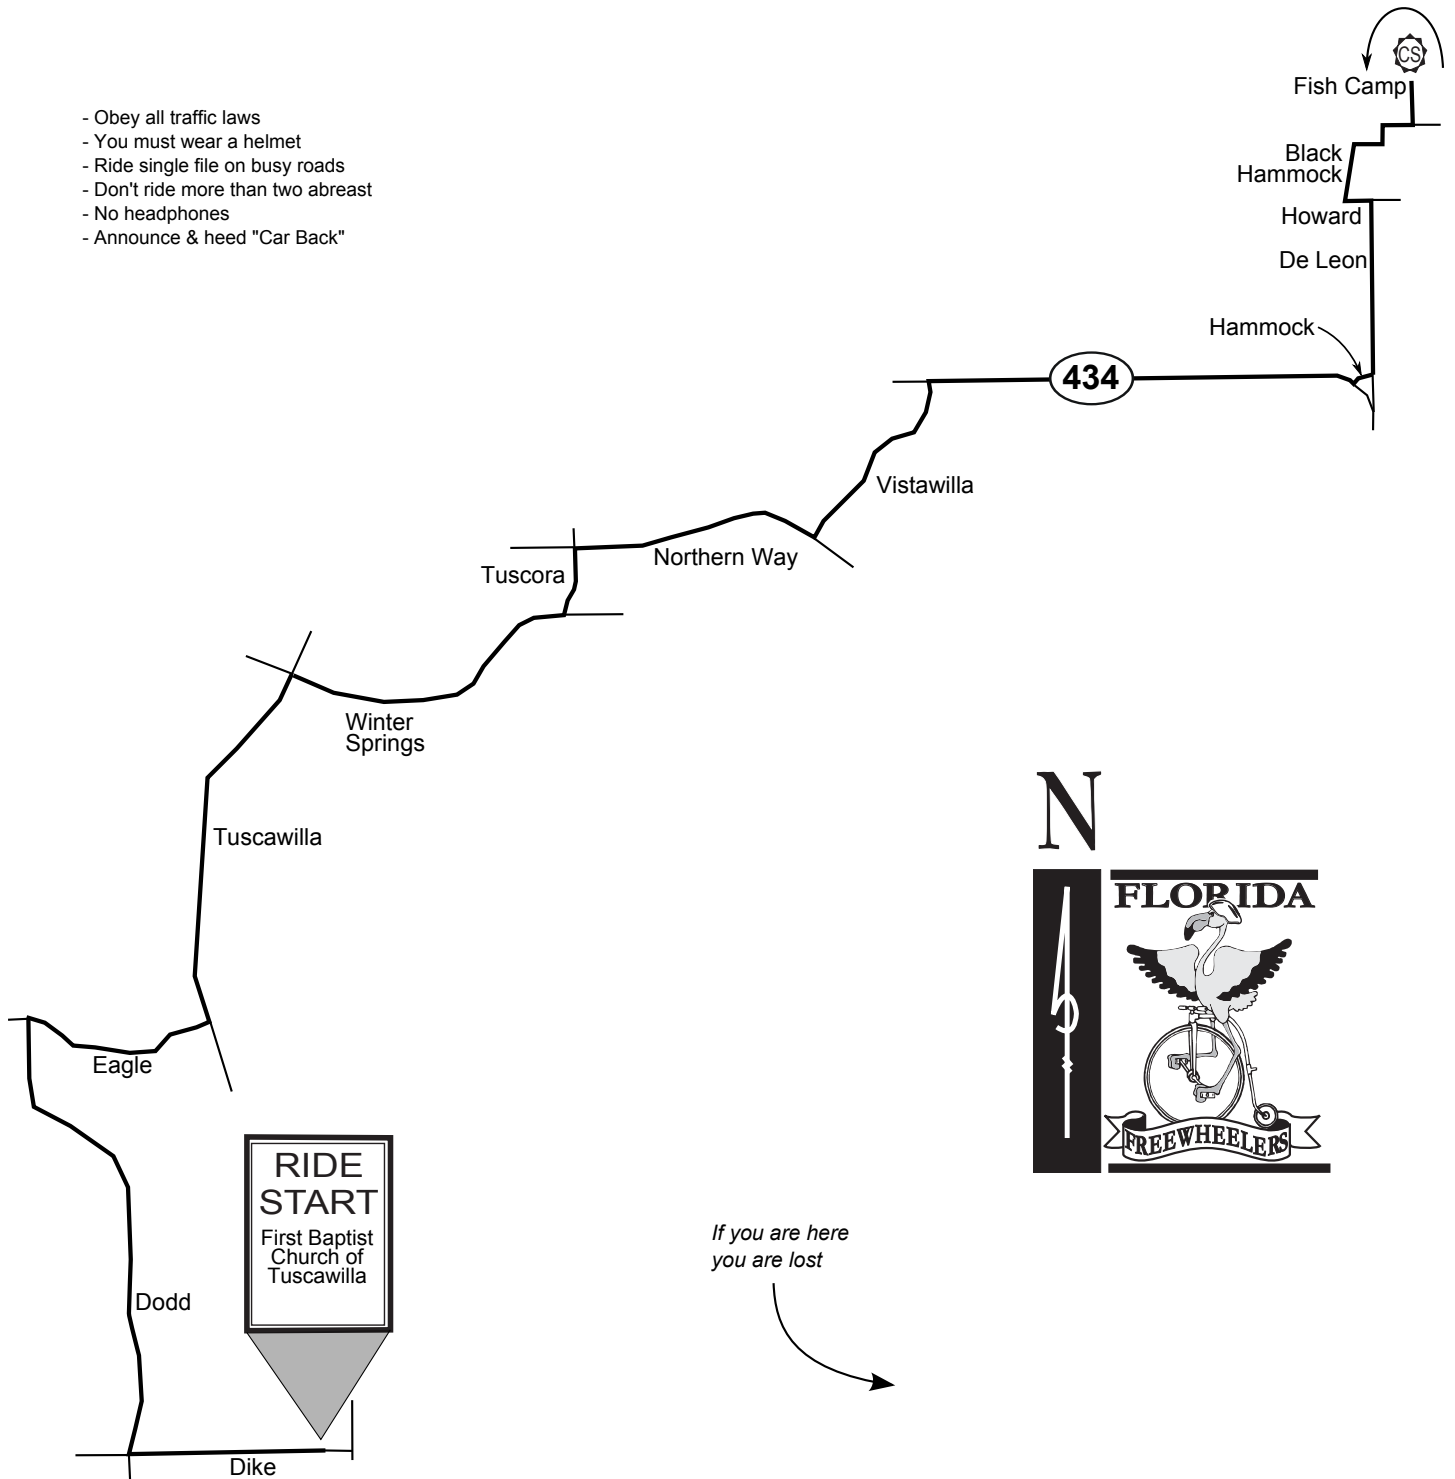 - Obey all traffic laws
- You must wear a helmet
- Ride single file on busy roads
- Don't ride more than two abreast
- No headphones
- Announce & heed "Car Back"
CS
Fish Camp
Black
Hammock
Howard
De Leon
Hammock
434
Vistawilla
Northern Way
Tuscora
Winter
Springs
Tuscawilla
Eagle
Dodd
Dike
RIDE
START
First Baptist
Church of
Tuscawilla
If you are here
you are lost
N
FLORIDA
FREEWHEELERS